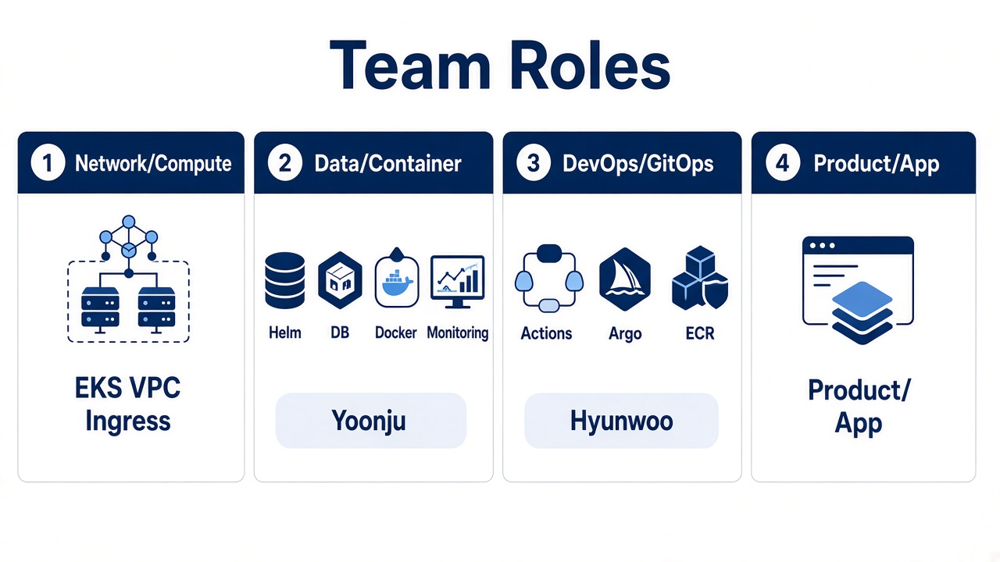 Team Roles
1 Network/Compute
EKS VPC
Ingress
2 Data/Container
Helm DB Docker Monitoring
Yoonju
3 DevOps/GitOps
Actions Argo ECR
Hyunwoo
4 Product/App
Product/
App